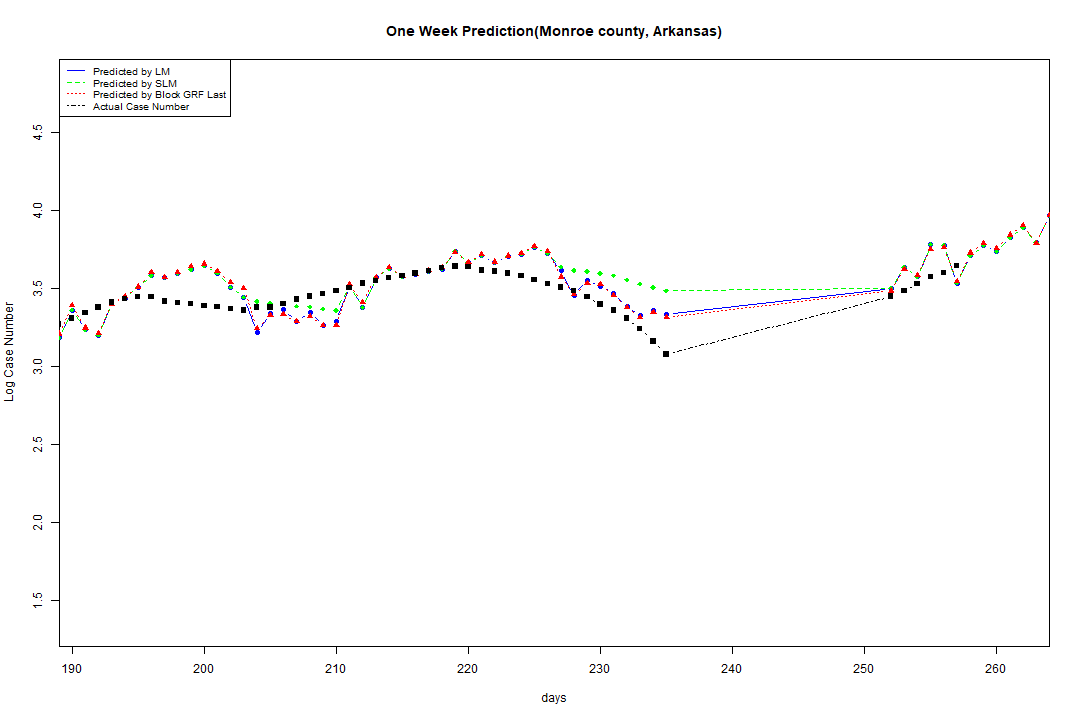 One Week Prediction(Monroe county, Arkansas)
Predicted by LM
Predicted by SLM
Predicted by Block GRF Last
Actual Case Number
4.5
4.0
3.5
3.0
2.5
2.0
1.5
Log Case Number
190 200 210 220 230 240 250 260
days